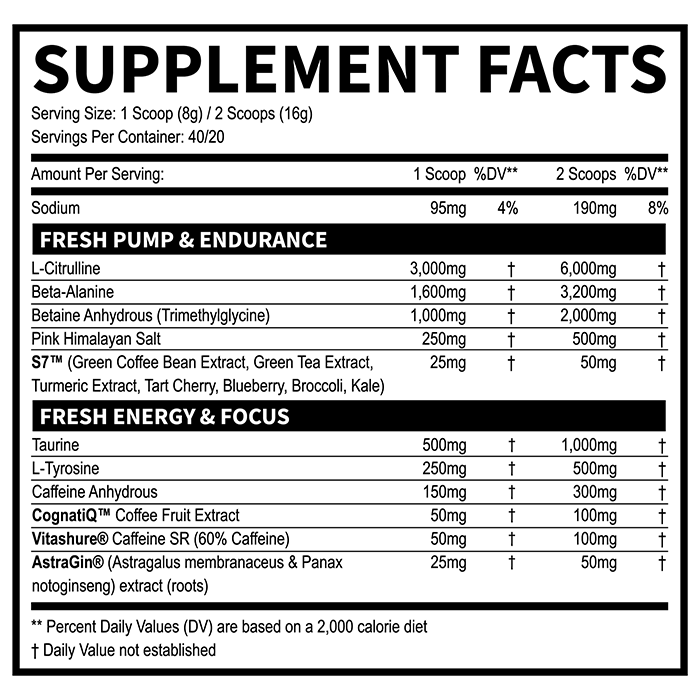 SUPPLEMENT FACTS
Serving Size: 1 Scoop (8g) / 2 Scoops (16g)
Servings Per Container: 40/20
Amount Per Serving: 1 Scoop %DV** 2 Scoops %DV**
Sodium 95mg 4% 190mg 8%
FRESH PUMP & ENDURANCE
L-Citrulline 3,000mg † 6,000mg †
Beta-Alanine 1,600mg † 3,200mg †
Betaine Anhydrous (Trimethylglycine) 1,000mg † 2,000mg †
Pink Himalayan Salt 250mg † 500mg †
S7™ (Green Coffee Bean Extract, Green Tea Extract, 25mg † 50mg †
Turmeric Extract, Tart Cherry, Blueberry, Broccoli, Kale)
FRESH ENERGY & FOCUS
Taurine 500mg † 1,000mg †
L-Tyrosine 250mg † 500mg †
Caffeine Anhydrous 150mg † 300mg †
CognatiQ™ Coffee Fruit Extract 50mg † 100mg †
Vitashure® Caffeine SR (60% Caffeine) 50mg † 100mg †
AstraGin® (Astragalus membranaceus & Panax 25mg † 50mg †
notoginseng) extract (roots)
** Percent Daily Values (DV) are based on a 2,000 calorie diet
† Daily Value not established